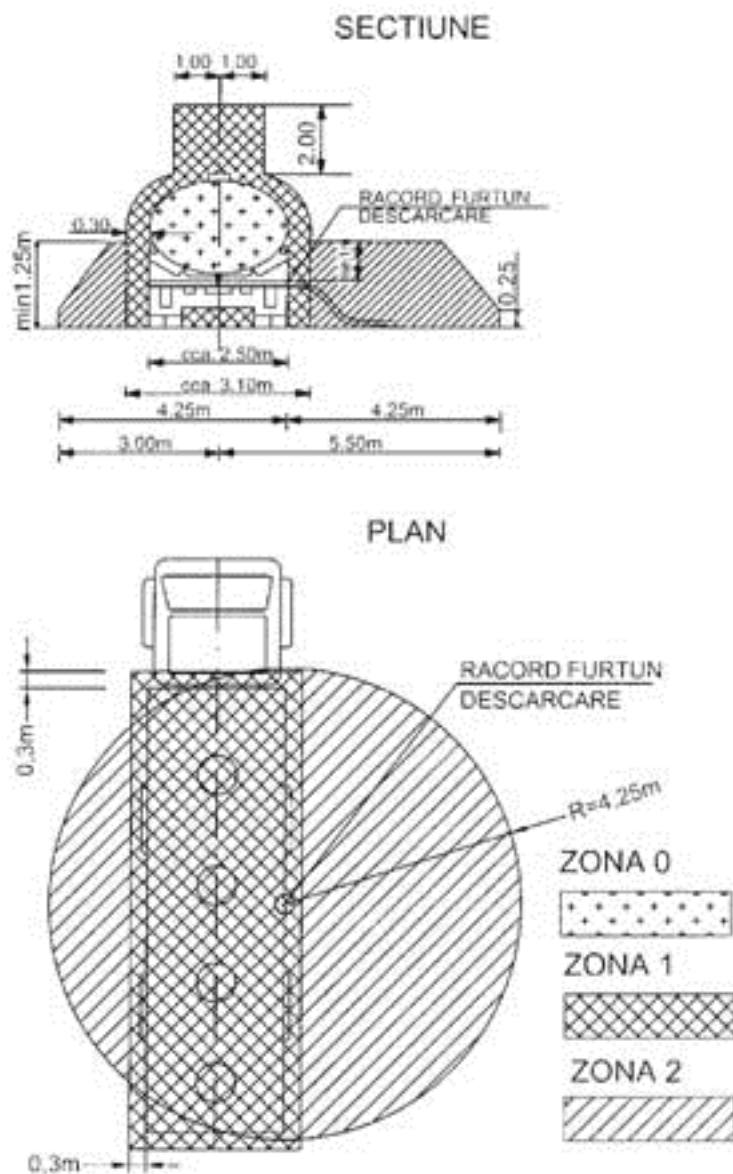 SECTIUNE
1.00 1.00
2.00
RACORD FURTUN
DESCARCARE
0.30
min1.25m
0.25
cca. 2.50m
cca. 3.10m
4.25m 4.25m
3.00m 5.50m
PLAN
RACORD FURTUN
DESCARCARE
0.3m
R=4.25m
ZONA 0
ZONA 1
ZONA 2
0.3m